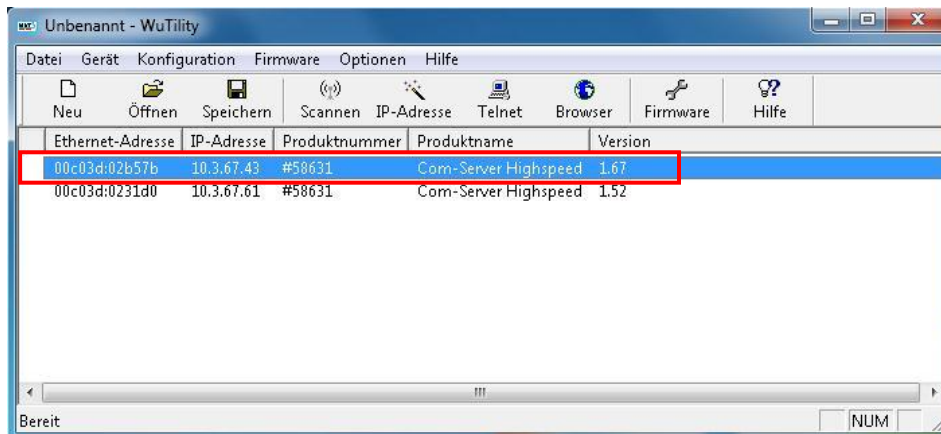 Unbenannt - WuTility
Datei Gerät Konfiguration Firmware Optionen Hilfe
Neu Öffnen Speichern Scannen IP-Adresse Telnet Browser Firmware Hilfe
Ethernet-Adresse IP-Adresse Produktnummer Produktname Version
00c03d:02b57b 10.3.67.43 #58631 Com-Server Highspeed 1.67
00c03d:0231d0 10.3.67.61 #58631 Com-Server Highspeed 1.52
Bereit NUM